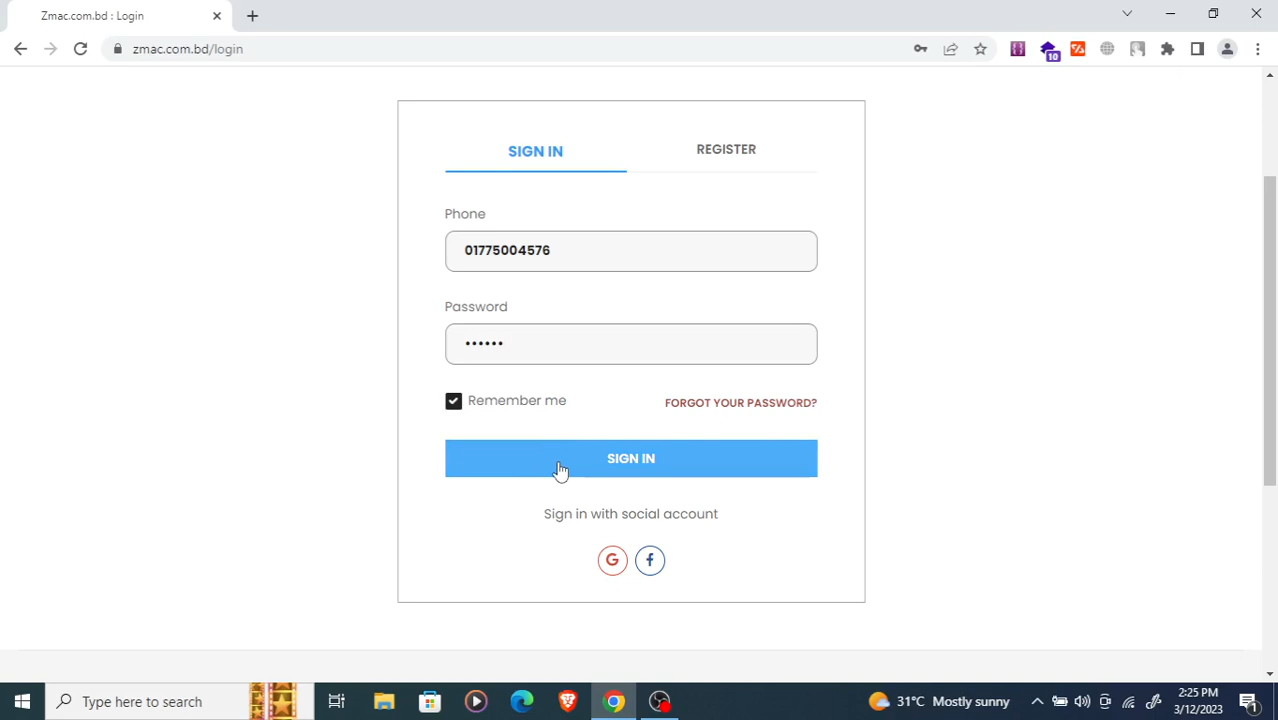 Zmac.com.bd : Login
zmac.com.bd/login
10
SIGN IN
REGISTER
Phone
01775004576
Password
••••••
Remember me
FORGOT YOUR PASSWORD?
SIGN IN
Sign in with social account
G
f
Type here to search
31°C Mostly sunny
2:25 PM
3/12/2023
1